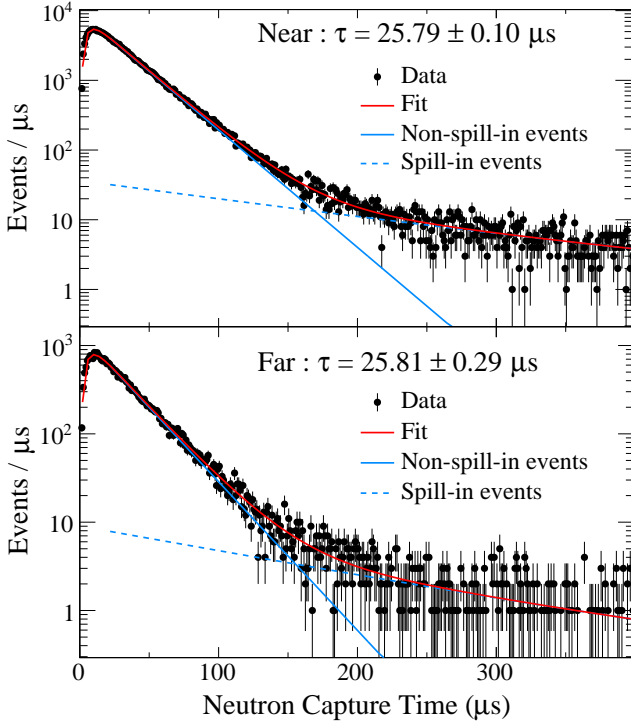 10⁴
10³
10²
10
1
Events / μs
Near : τ = 25.79 ± 0.10 μs
Data
Fit
Non-spill-in events
Spill-in events
10³
10²
10
1
Events / μs
Far : τ = 25.81 ± 0.29 μs
Data
Fit
Non-spill-in events
Spill-in events
0 100 200 300
Neutron Capture Time (μs)